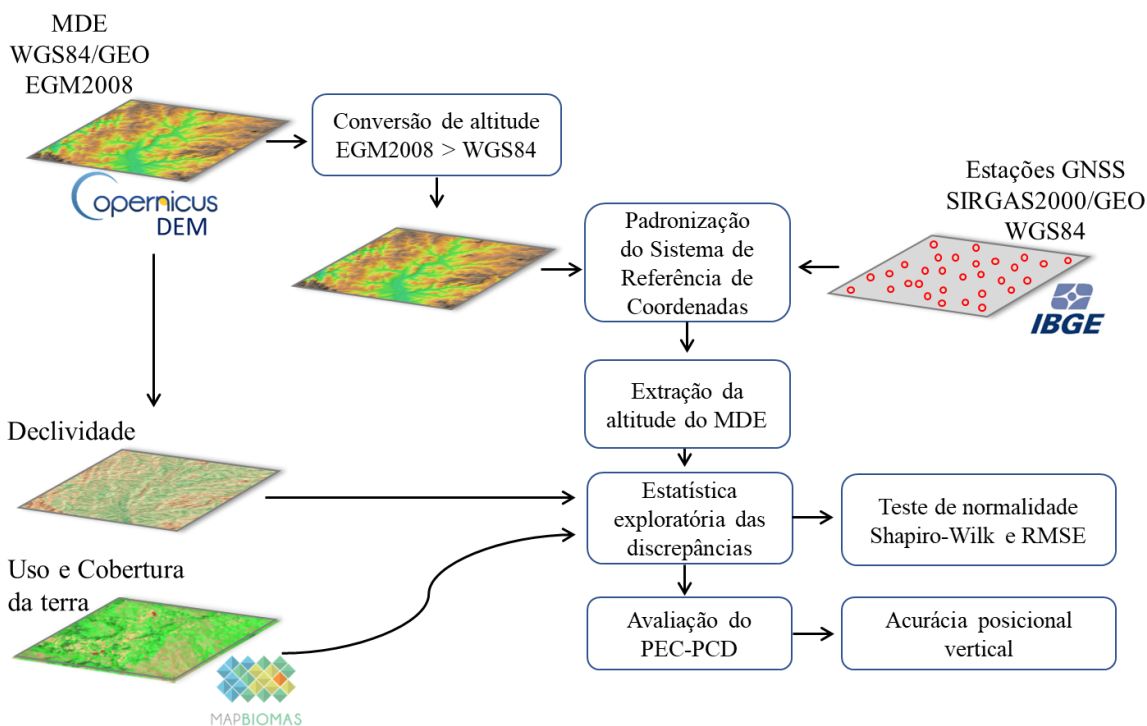 MDE
WGS84/GEO
EGM2008
Copernicus
DEM
Conversão de altitude
EGM2008 > WGS84
Estações GNSS
SIRGAS2000/GEO
WGS84
IBGE
Padronização
do Sistema de
Referência de
Coordenadas
Extração da
altitude do MDE
Declividade
Estatística
exploratória das
discrepâncias
Teste de normalidade
Shapiro-Wilk e RMSE
Uso e Cobertura
da terra
MAPBIOMAS
Avaliação do
PEC-PCD
Acurácia posicional
vertical